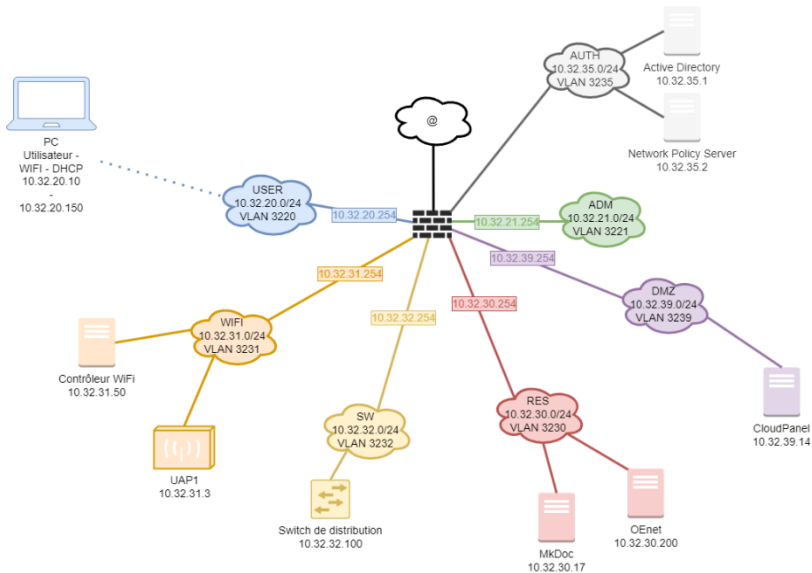 @
AUTH
10.32.35.0/24
VLAN 3235
Active Directory
10.32.35.1
Network Policy Server
10.32.35.2
PC
Utilisateur -
WIFI - DHCP
10.32.20.10
-
10.32.20.150
USER
10.32.20.0/24
VLAN 3220
10.32.20.254
10.32.21.254
ADM
10.32.21.0/24
VLAN 3221
10.32.39.254
DMZ
10.32.39.0/24
VLAN 3239
CloudPanel
10.32.39.14
10.32.31.254
WIFI
10.32.31.0/24
VLAN 3231
Contrôleur WiFi
10.32.31.50
UAP1
10.32.31.3
10.32.32.254
SW
10.32.32.0/24
VLAN 3232
Switch de distribution
10.32.32.100
10.32.30.254
RES
10.32.30.0/24
VLAN 3230
MkDoc
10.32.30.17
OEnet
10.32.30.200